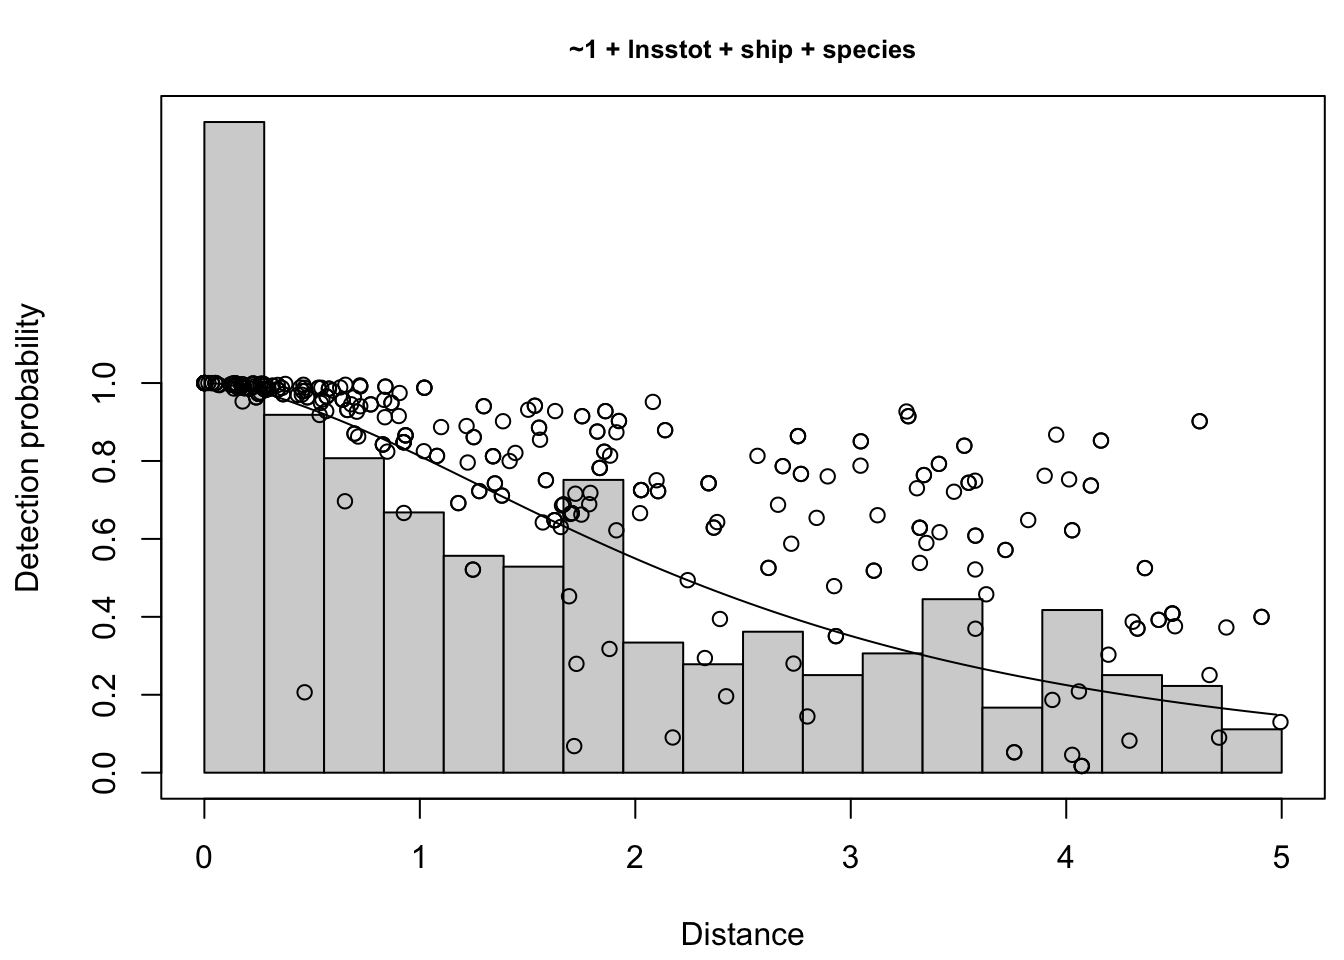 ~1 + lnsstot + ship + species
Detection probability
1.0
0.8
0.6
0.4
0.2
0.0
0 1 2 3 4 5
Distance